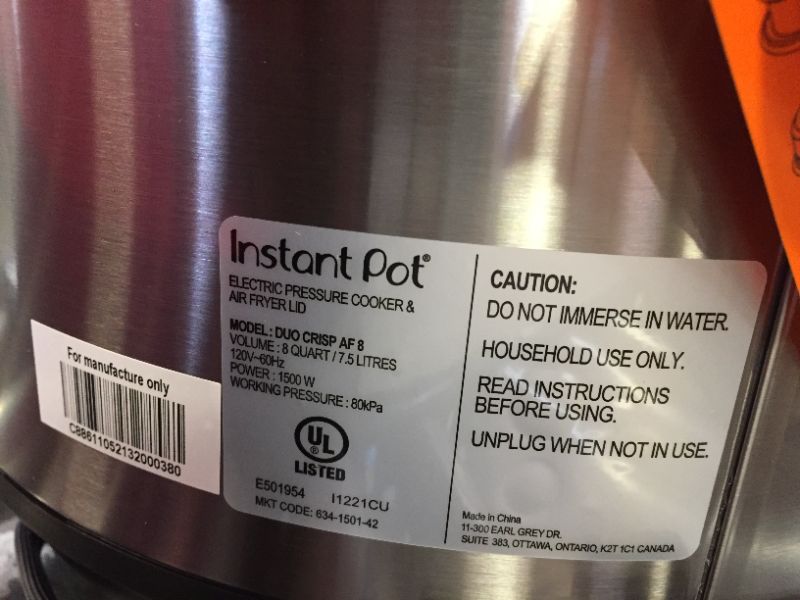 Instant Pot®
ELECTRIC PRESSURE COOKER &
AIR FRYER LID
MODEL : DUO CRISP AF 8
VOLUME : 8 QUART / 7.5 LITRES
120V~60Hz
POWER : 1500 W
WORKING PRESSURE : 80kPa
UL
LISTED
E501954 I1221CU
MKT CODE: 634-1501-42
CAUTION:
DO NOT IMMERSE IN WATER.
HOUSEHOLD USE ONLY.
READ INSTRUCTIONS
BEFORE USING.
UNPLUG WHEN NOT IN USE.
Made in China
11-300 EARL GREY DR.
SUITE 383, OTTAWA, ONTARIO, K2T 1C1 CANADA
For manufacture only
C88611052132000380